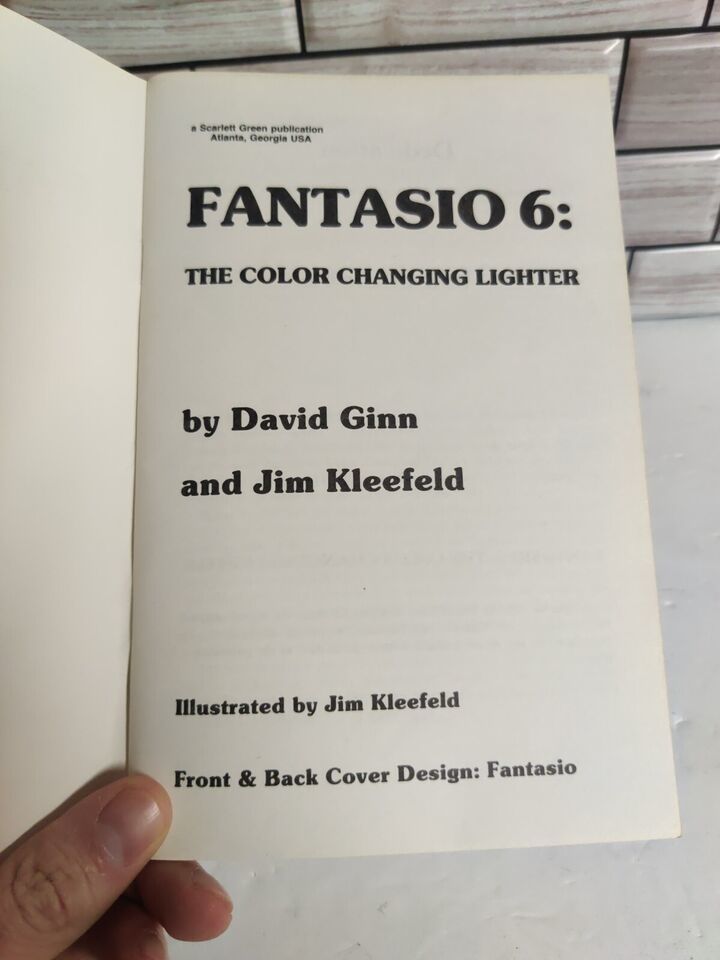 a Scarlett Green publication
Atlanta, Georgia USA
FANTASIO 6:
THE COLOR CHANGING LIGHTER
by David Ginn
and Jim Kleefeld
Illustrated by Jim Kleefeld
Front & Back Cover Design: Fantasio